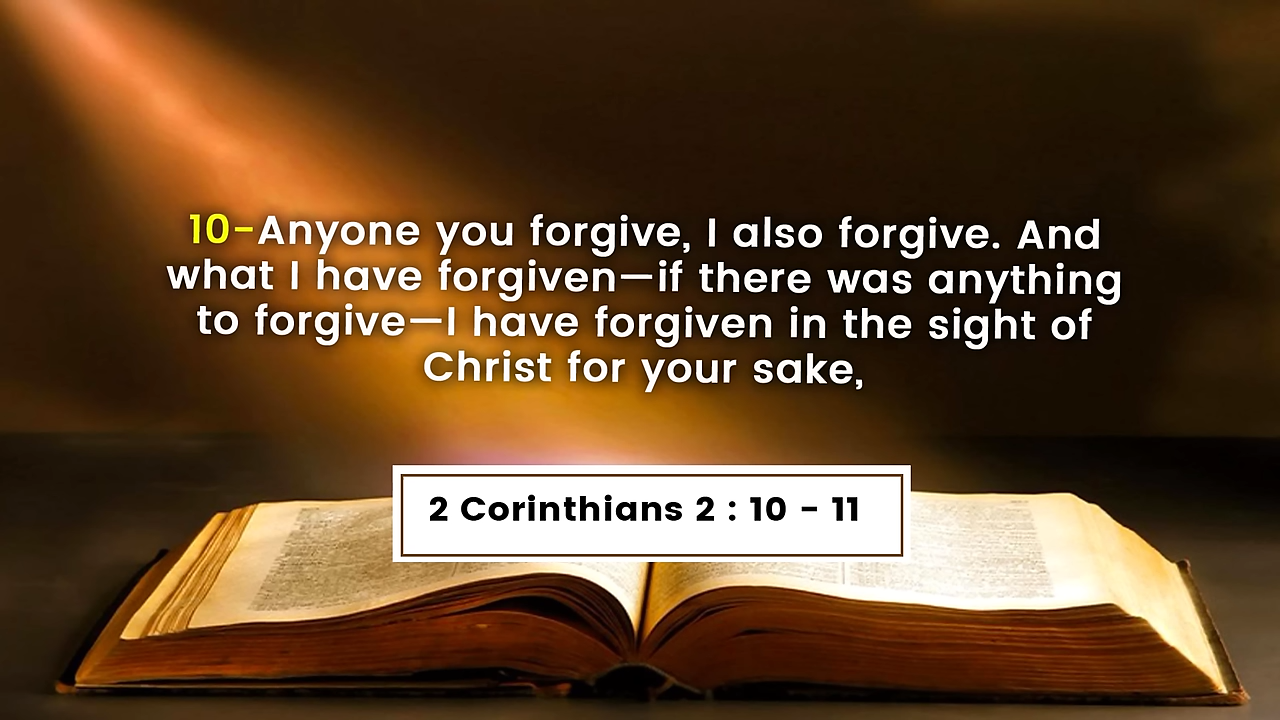 10-Anyone you forgive, I also forgive. And
what I have forgiven—if there was anything
to forgive—I have forgiven in the sight of
Christ for your sake,
2 Corinthians 2 : 10 - 11